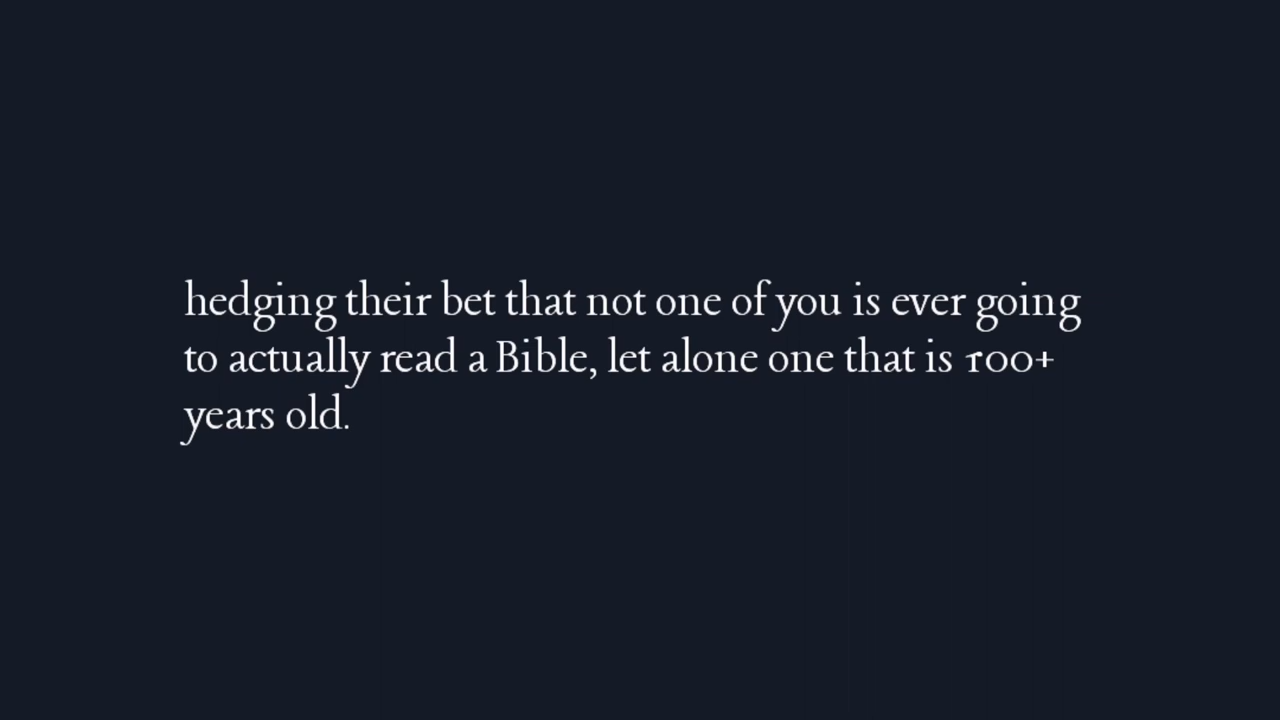 hedging their bet that not one of you is ever going
to actually read a Bible, let alone one that is 100+
years old.